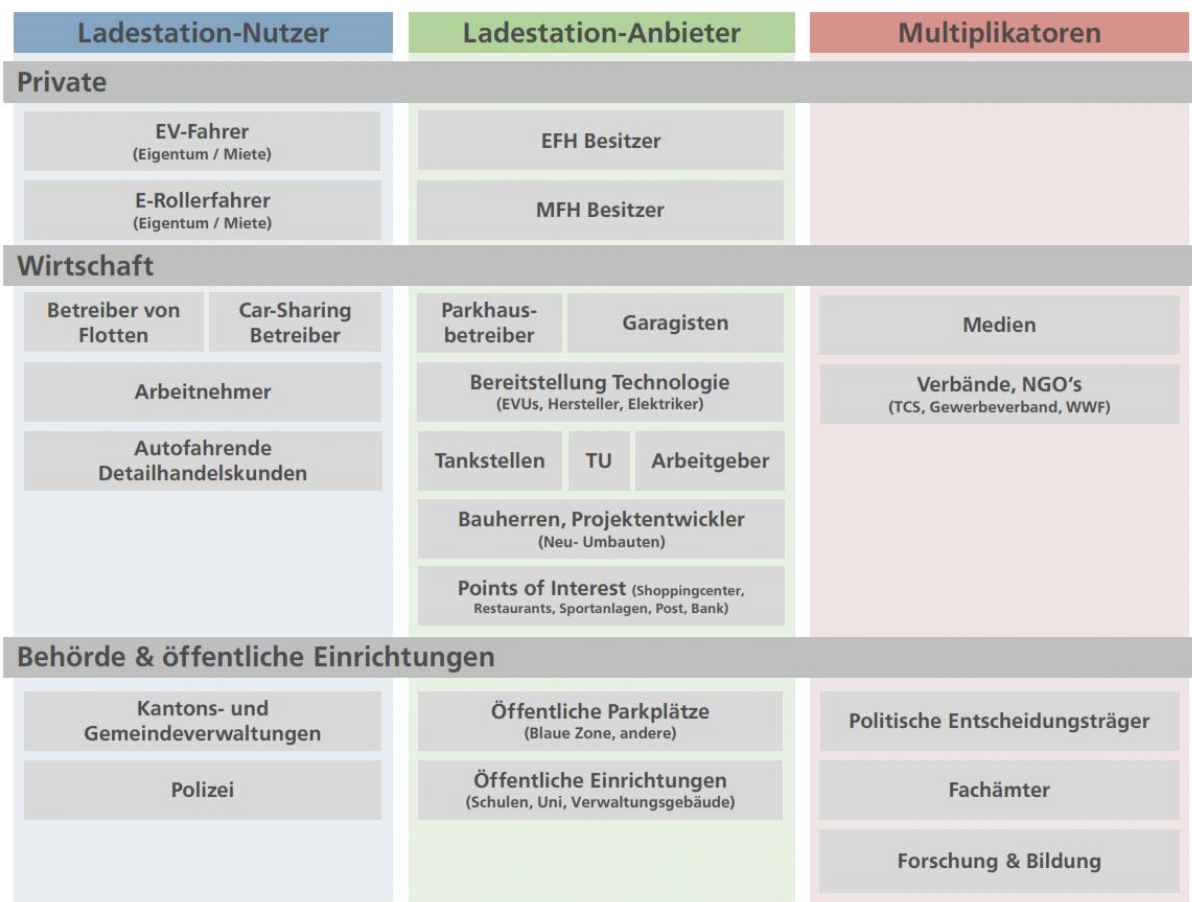 Ladestation-Nutzer
Ladestation-Anbieter
Multiplikatoren
Private
EV-Fahrer
(Eigentum / Miete)
EFH Besitzer
E-Rollerfahrer
(Eigentum / Miete)
MFH Besitzer
Wirtschaft
Betreiber von
Flotten
Car-Sharing
Betreiber
Parkhaus-
betreiber
Garagisten
Medien
Arbeitnehmer
Bereitstellung Technologie
(EVUs, Hersteller, Elektriker)
Verbände, NGO's
(TCS, Gewerbeverband, WWF)
Autofahrende
Detailhandelskunden
Tankstellen
TU
Arbeitgeber
Bauherren, Projektentwickler
(Neu- Umbauten)
Points of Interest (Shoppingcenter,
Restaurants, Sportanlagen, Post, Bank)
Behörde & öffentliche Einrichtungen
Kantons- und
Gemeindeverwaltungen
Öffentliche Parkplätze
(Blaue Zone, andere)
Politische Entscheidungsträger
Polizei
Öffentliche Einrichtungen
(Schulen, Uni, Verwaltungsgebäude)
Fachämter
Forschung & Bildung